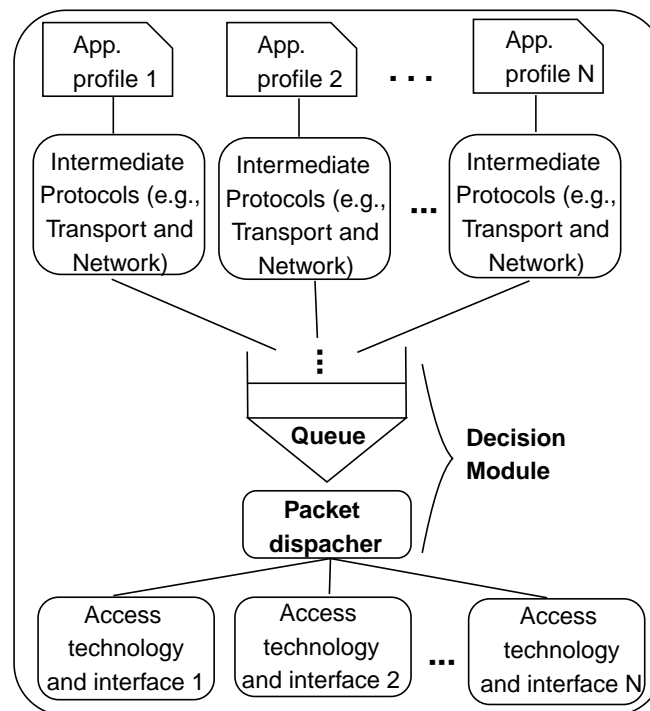 App.
profile 1
App.
profile 2
. . .
App.
profile N
Intermediate
Protocols (e.g.,
Transport and
Network)
Intermediate
Protocols (e.g.,
Transport and
Network)
...
Intermediate
Protocols (e.g.,
Transport and
Network)
Queue
Decision
Module
Packet
dispacher
Access
technology
and interface 1
Access
technology
and interface 2
...
Access
technology
and interface N